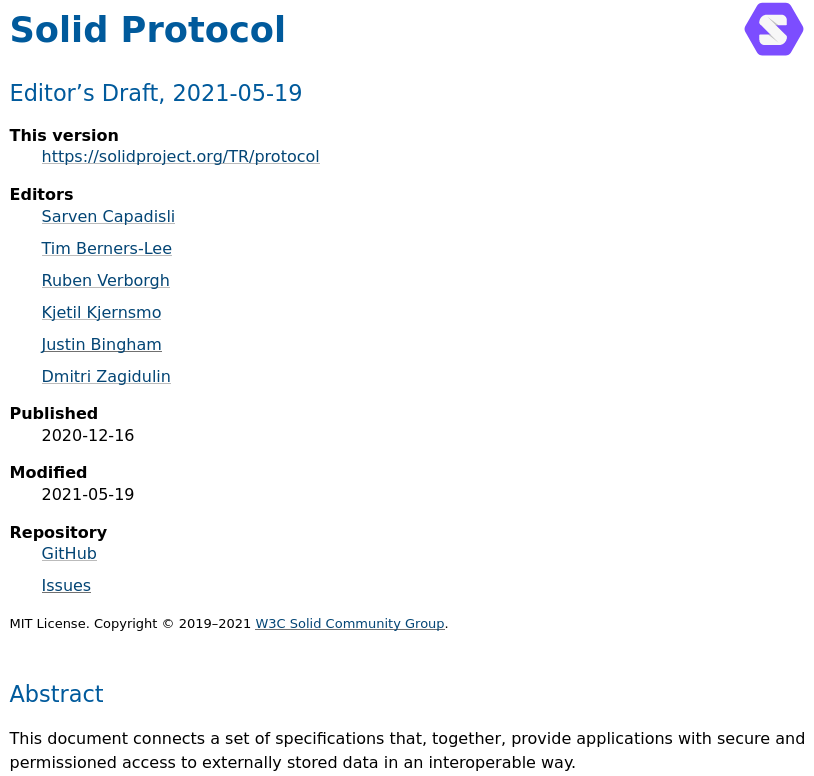 Solid Protocol
Editor’s Draft, 2021-05-19
This version
https://solidproject.org/TR/protocol
Editors
Sarven Capadisli
Tim Berners-Lee
Ruben Verborgh
Kjetil Kjernsmo
Justin Bingham
Dmitri Zagidulin
Published
2020-12-16
Modified
2021-05-19
Repository
GitHub
Issues
MIT License. Copyright © 2019–2021 W3C Solid Community Group.
Abstract
This document connects a set of specifications that, together, provide applications with secure and
permissioned access to externally stored data in an interoperable way.